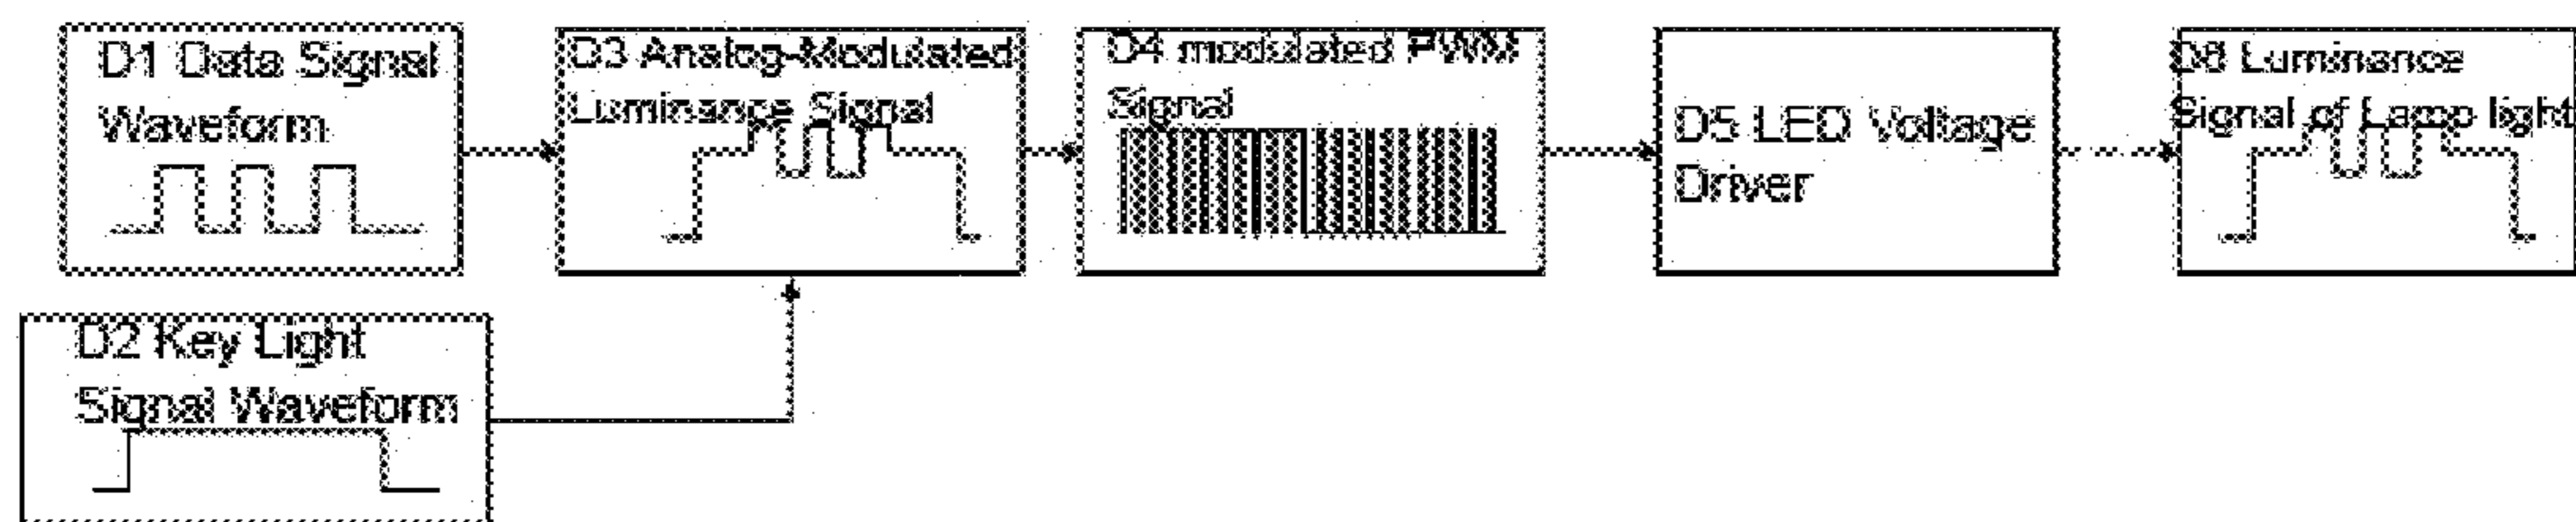 D1 Data Signal
Waveform
D3 Analog-Modulated
Luminance Signal
D4 modulated PWM
Signal
D5 LED Voltage
Driver
D6 Luminance
Signal of Lamp light
D2 Key Light
Signal Waveform